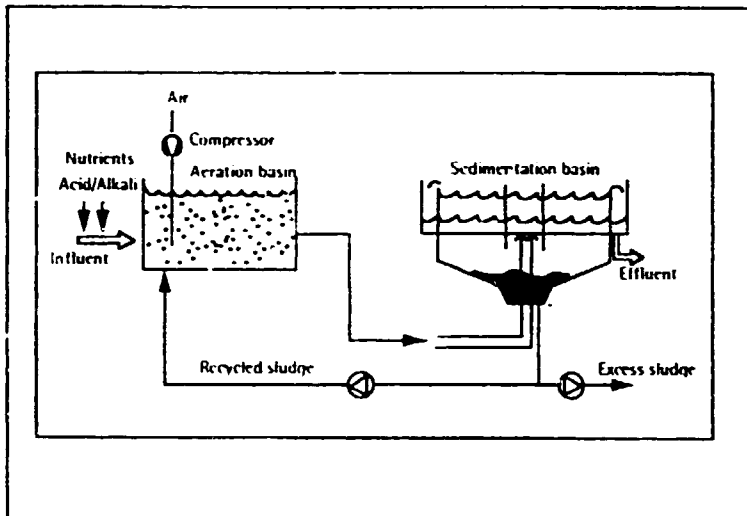 Air
Compressor
Nutrients
Acid/Alkali
Aeration basin
Sedimentation basin
Influent
Effluent
Recycled sludge
Excess sludge